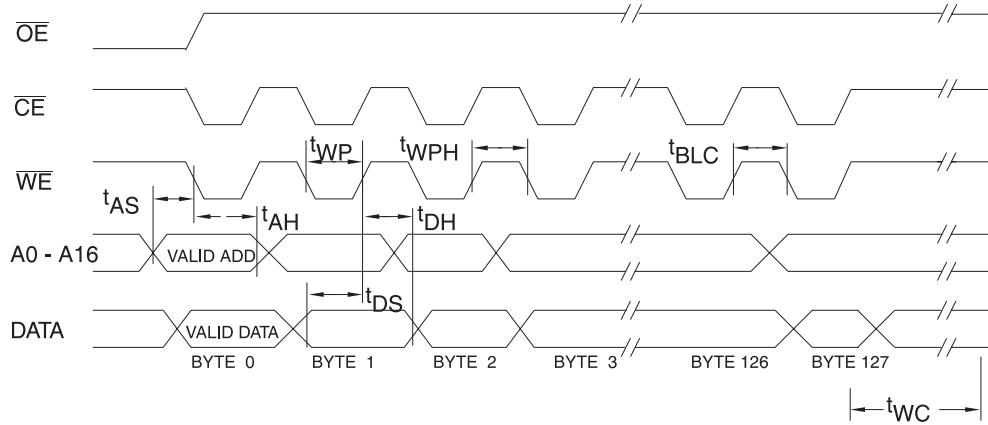 OE
CE
tWP tWPH tBLC
WE
tAS tAH tDH
A0 - A16 VALID ADD
tDS
DATA VALID DATA
BYTE 0 BYTE 1 BYTE 2 BYTE 3 BYTE 126 BYTE 127
tWC